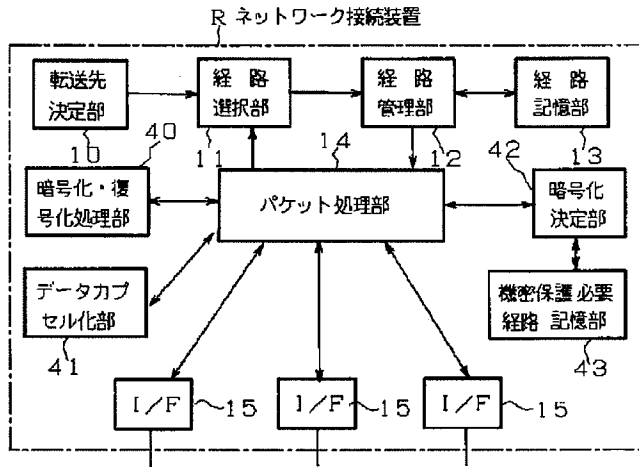 R ネットワーク接続装置
転送先
決定部
10
経 路
選択部
11
経 路
管理部
12
経 路
記憶部
13
40
暗号化・復
号化処理部
14
パケット処理部
42
暗号化
決定部
データカプ
セル化部
41
機密保護必要
経路 記憶部
43
I/F
15
I/F
15
I/F
15